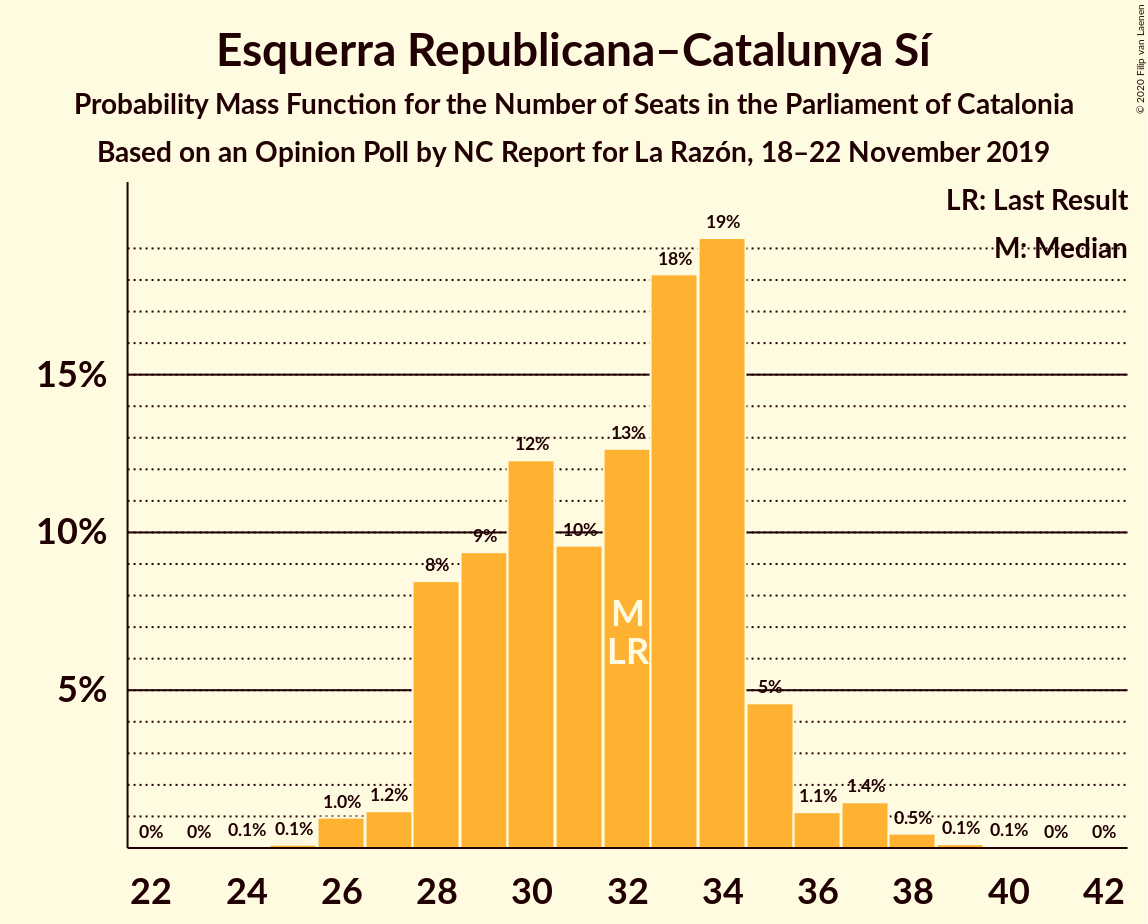 Esquerra Republicana–Catalunya Sí
Probability Mass Function for the Number of Seats in the Parliament of Catalonia
Based on an Opinion Poll by NC Report for La Razón, 18–22 November 2019
© 2020 Filip van Laenen
LR: Last Result
M: Median
15%
10%
5%
0%
0%
0.1%
0.1%
1.0%
1.2%
8%
9%
12%
10%
13%
18%
19%
5%
1.1%
1.4%
0.5%
0.1%
0.1%
0%
0%
M
LR
22 24 26 28 30 32 34 36 38 40 42